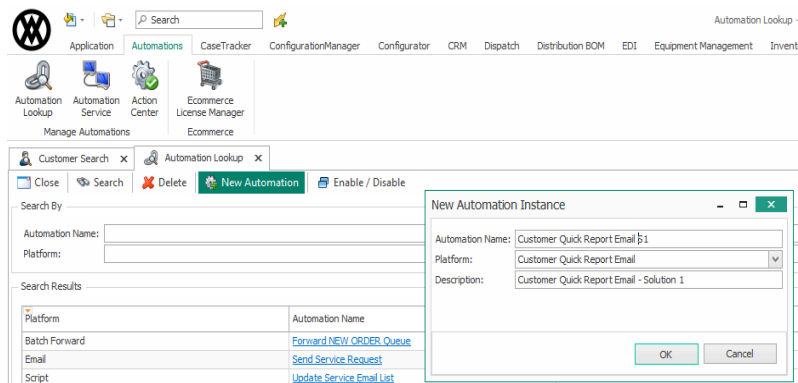 Search
Automation Lookup -
Application Automations CaseTracker ConfigurationManager Configurator CRM Dispatch Distribution BOM EDI Equipment Management Invent
Automation Lookup
Automation Service
Action Center
Ecommerce License Manager
Manage Automations Ecommerce
Customer Search x Automation Lookup x
Close Search Delete New Automation Enable / Disable
Search By
Automation Name:
Platform:
Search Results
Platform Automation Name
Batch Forward Forward NEW ORDER Queue
Email Send Service Request
Script Update Service Email List
New Automation Instance
Automation Name: Customer Quick Report Email S1
Platform: Customer Quick Report Email
Description: Customer Quick Report Email - Solution 1
OK Cancel